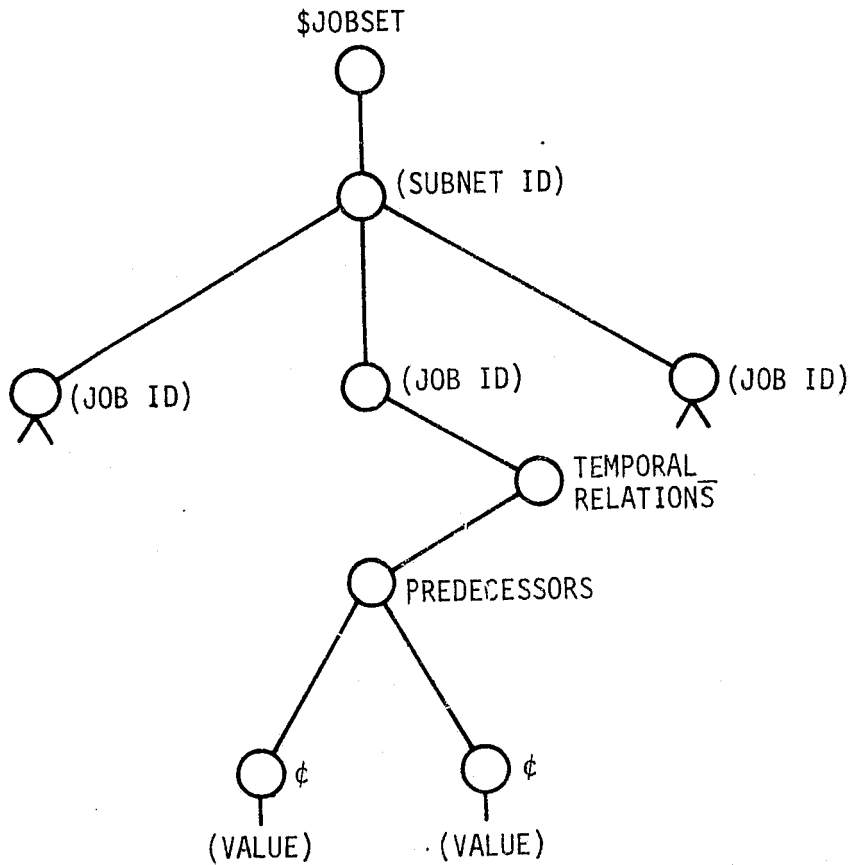 $JOBSET
(SUBNET ID)
(JOB ID)
(JOB ID)
(JOB ID)
TEMPORAL_
RELATIONS
PREDECESSORS
¢
¢
(VALUE)
(VALUE)